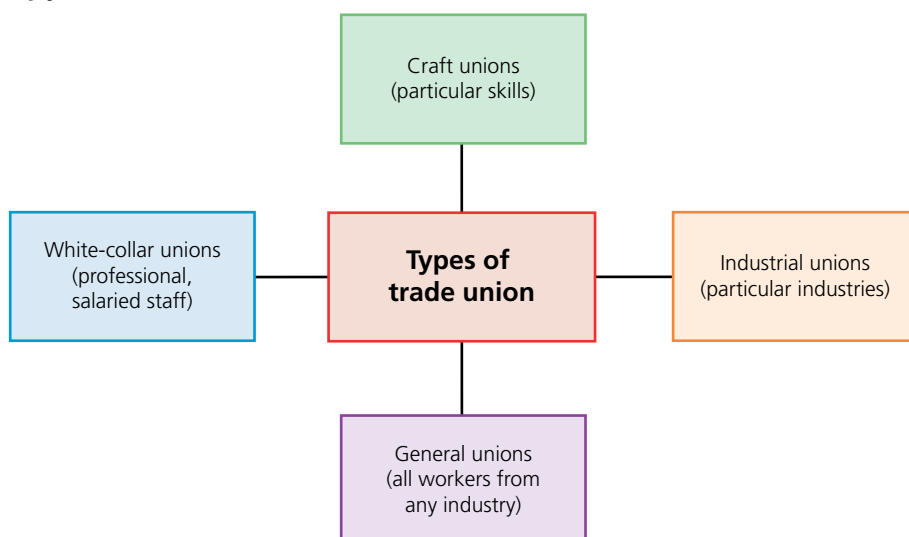 Craft unions
(particular skills)
White-collar unions
(professional,
salaried staff)
Types of
trade union
Industrial unions
(particular industries)
General unions
(all workers from
any industry)